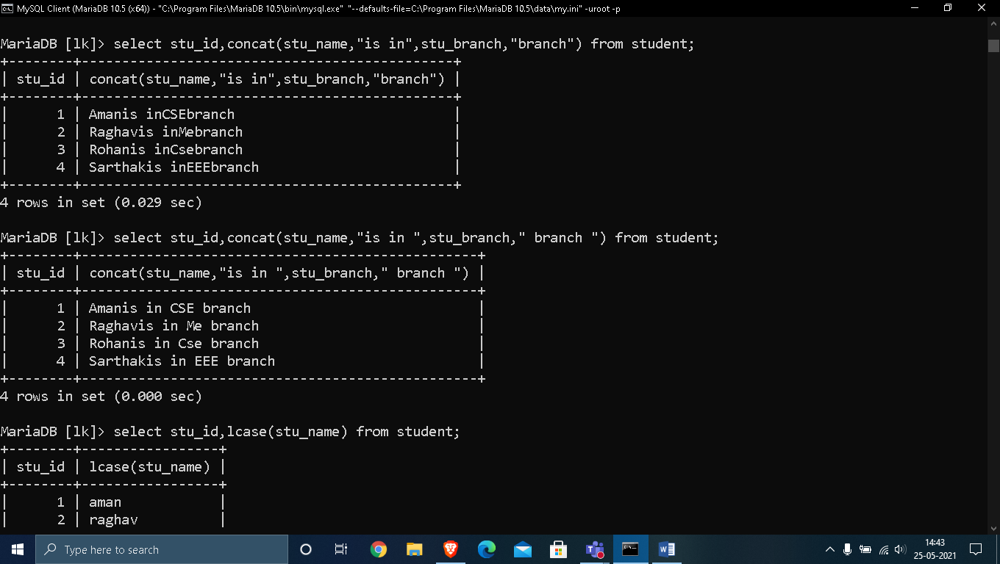 MySQL Client (MariaDB 10.5 (x64)) - "C:\Program Files\MariaDB 10.5\bin\mysql.exe" "--defaults-file=C:\Program Files\MariaDB 10.5\data\my.ini" -uroot -p
MariaDB [lk]> select stu_id,concat(stu_name,"is in",stu_branch,"branch") from student;
+--------+----------------------------------------------+
| stu_id | concat(stu_name,"is in",stu_branch,"branch") |
+--------+----------------------------------------------+
|      1 | Amanis inCSEbranch                           |
|      2 | Raghavis inMebranch                          |
|      3 | Rohanis inCsebranch                          |
|      4 | Sarthakis inEEEbranch                        |
+--------+----------------------------------------------+
4 rows in set (0.029 sec)
MariaDB [lk]> select stu_id,concat(stu_name,"is in ",stu_branch," branch ") from student;
+--------+-------------------------------------------------+
| stu_id | concat(stu_name,"is in ",stu_branch," branch ") |
+--------+-------------------------------------------------+
|      1 | Amanis in CSE branch                            |
|      2 | Raghavis in Me branch                           |
|      3 | Rohanis in Cse branch                           |
|      4 | Sarthakis in EEE branch                         |
+--------+-------------------------------------------------+
4 rows in set (0.000 sec)
MariaDB [lk]> select stu_id,lcase(stu_name) from student;
+--------+-----------------+
| stu_id | lcase(stu_name) |
+--------+-----------------+
|      1 | aman            |
|      2 | raghav          |
Type here to search
14:43
25-05-2021